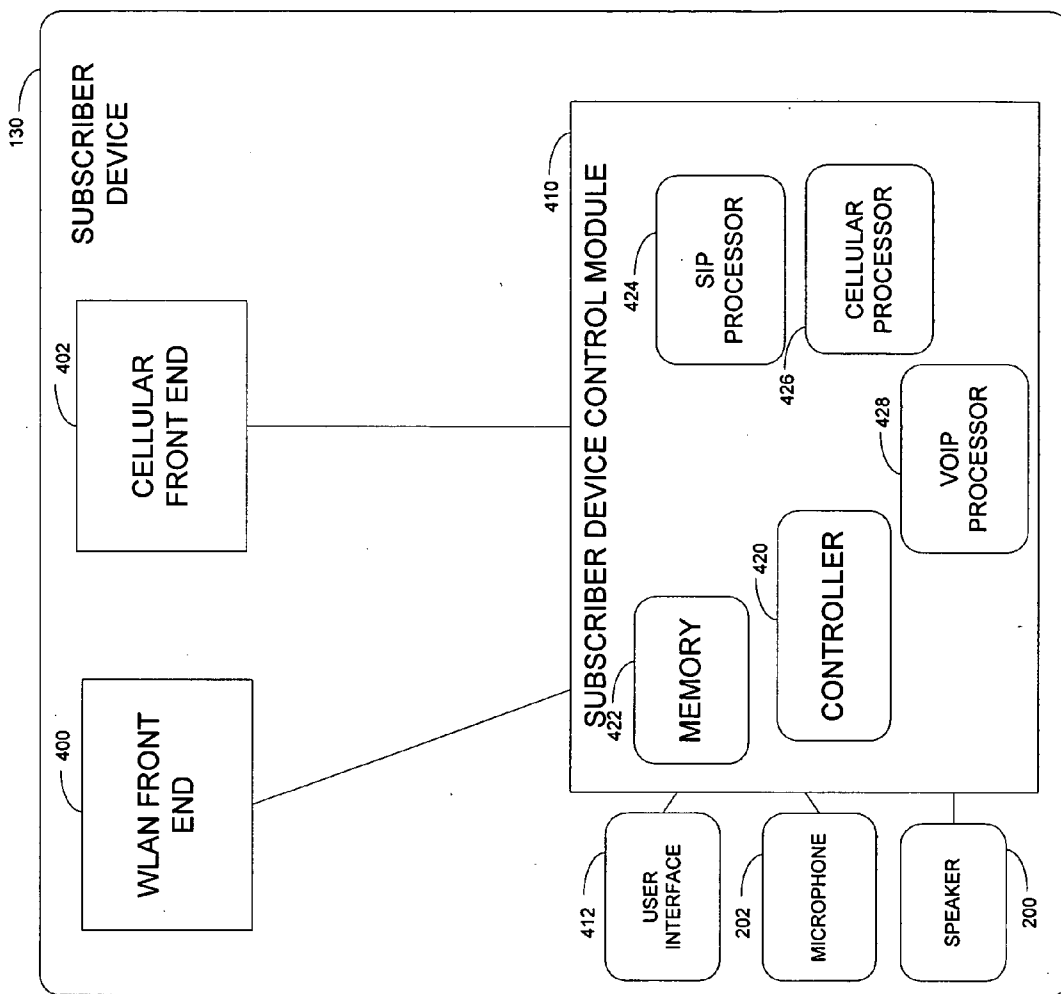 130
SUBSCRIBER
DEVICE
402
CELLULAR
FRONT END
400
WLAN FRONT
END
410
SUBSCRIBER DEVICE CONTROL MODULE
424
SIP
PROCESSOR
426
CELLULAR
PROCESSOR
428
VOIP
PROCESSOR
422
MEMORY
420
CONTROLLER
412
USER
INTERFACE
202
MICROPHONE
200
SPEAKER